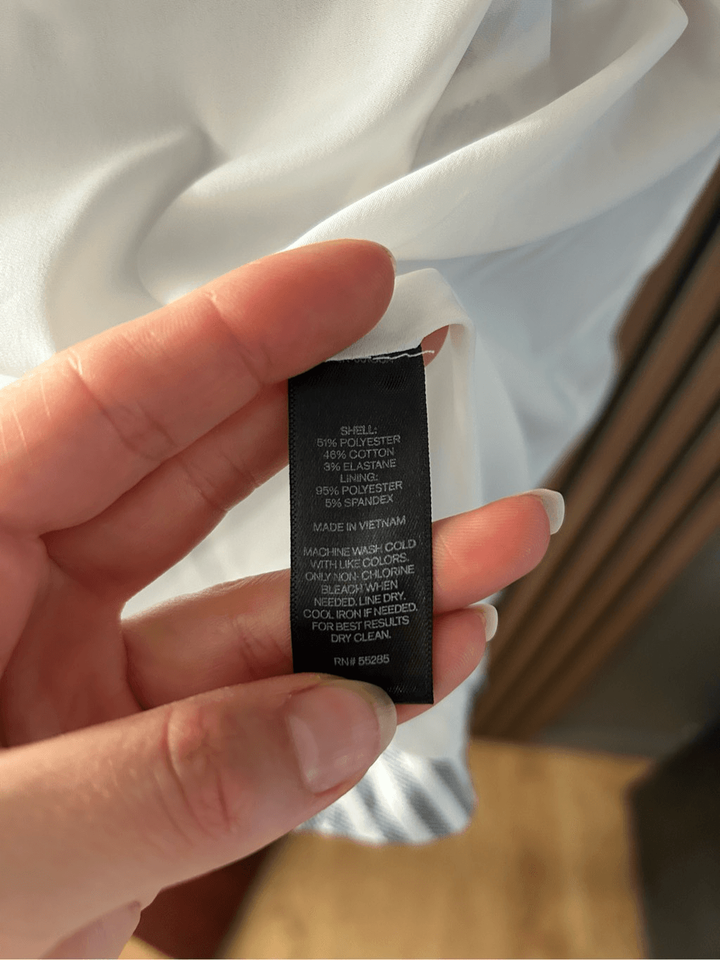 SHELL:
51% POLYESTER
46% COTTON
3% ELASTANE
LINING:
95% POLYESTER
5% SPANDEX
MADE IN VIETNAM
MACHINE WASH COLD
WITH LIKE COLORS.
ONLY NON-CHLORINE
BLEACH WHEN
NEEDED. LINE DRY.
COOL IRON IF NEEDED.
FOR BEST RESULTS
DRY CLEAN.
RN# 55285